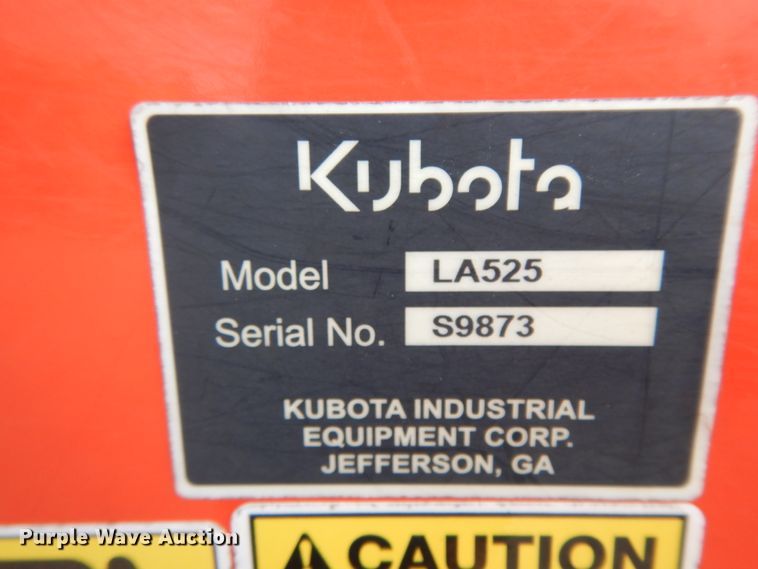 Kubota
Model LA525
Serial No. S9873
KUBOTA INDUSTRIAL
EQUIPMENT CORP.
JEFFERSON, GA
CAUTION
Purple Wave Auction